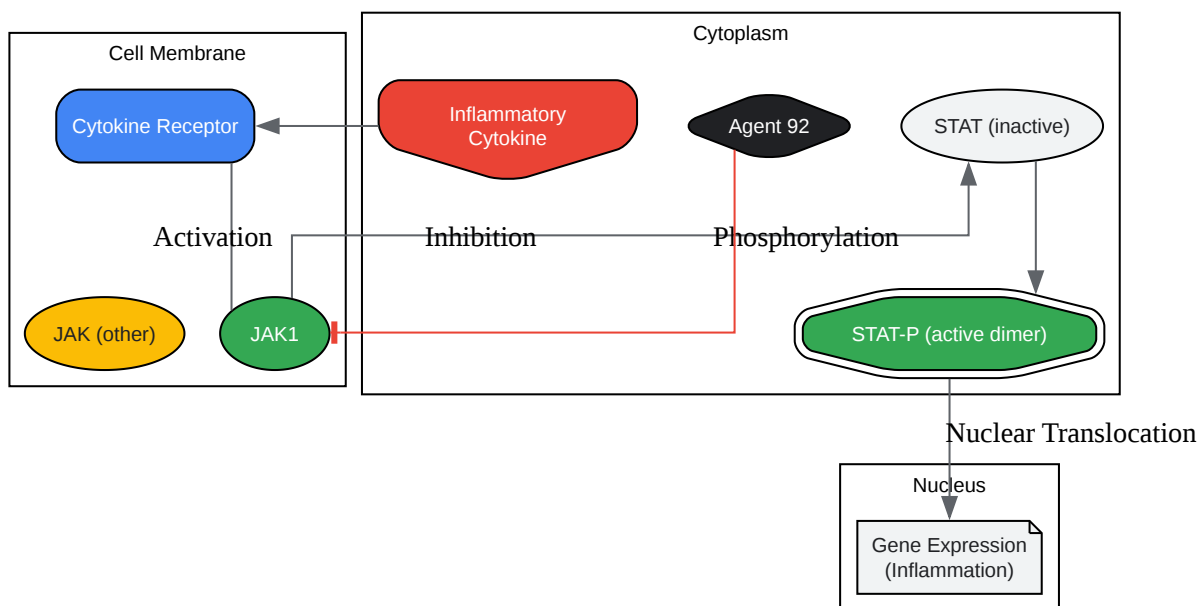 Cytoplasm
Cell Membrane
Cytokine Receptor
Inflammatory
Cytokine
Agent 92
STAT (inactive)
Activation
Inhibition
Phosphorylation
JAK (other)
JAK1
STAT-P (active dimer)
Nuclear Translocation
Nucleus
Gene Expression
(Inflammation)